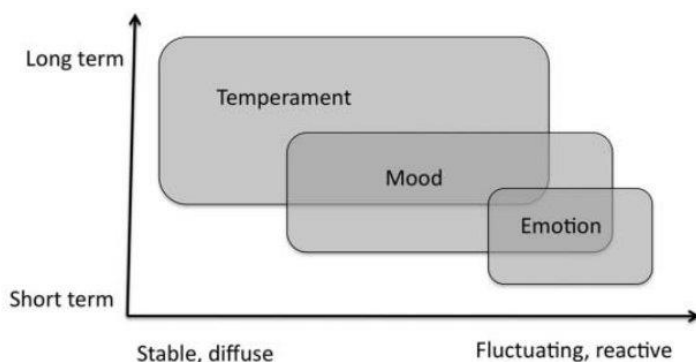 Long term
Temperament
Mood
Emotion
Short term
Stable, diffuse
Fluctuating, reactive